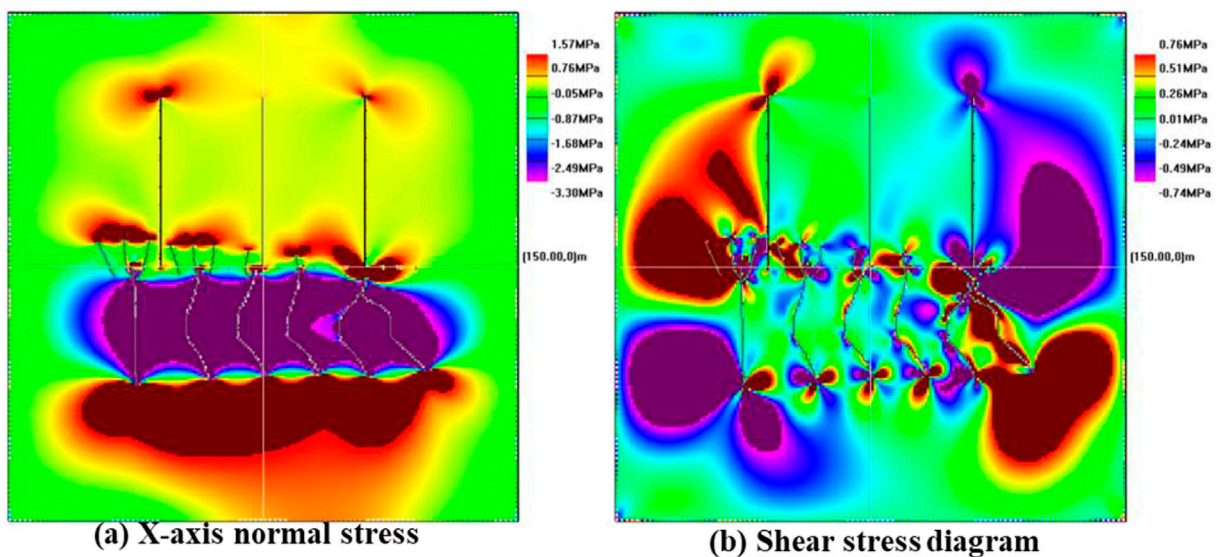 1.57MPa
0.76MPa
-0.05MPa
-0.87MPa
-1.68MPa
-2.49MPa
-3.30MPa
[150.00,0]m
(a) X-axis normal stress
0.76MPa
0.51MPa
0.26MPa
0.01MPa
-0.24MPa
-0.49MPa
-0.74MPa
[150.00,0]m
(b) Shear stress diagram